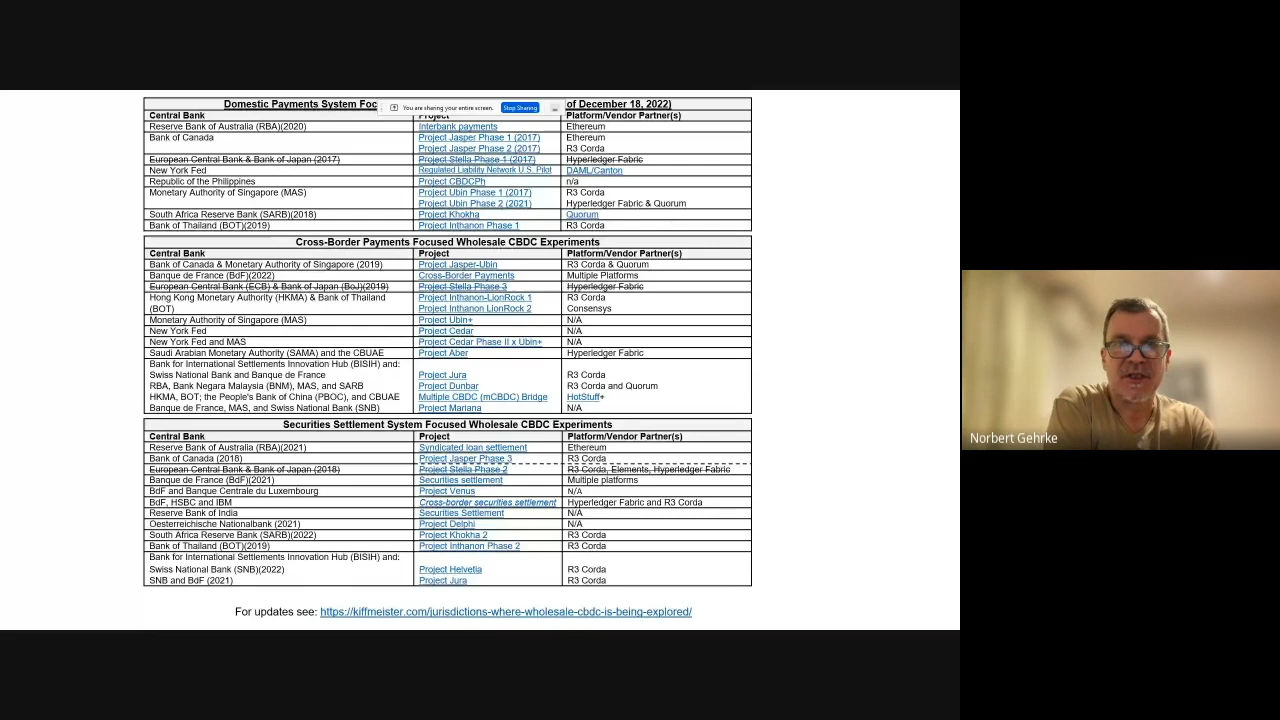 Domestic Payments System Foc
of December 18, 2022)
You are sharing your entire screen.
Stop Sharing
Central Bank Project Platform/Vendor Partner(s)
Reserve Bank of Australia (RBA)(2020) Interbank payments Ethereum
Bank of Canada Project Jasper Phase 1 (2017) Ethereum
Project Jasper Phase 2 (2017) R3 Corda
European Central Bank & Bank of Japan (2017) Project Stella Phase 1 (2017) Hyperledger Fabric
New York Fed Regulated Liability Network U.S. Pilot DAML/Canton
Republic of the Philippines Project CBDCPh n/a
Monetary Authority of Singapore (MAS) Project Ubin Phase 1 (2017) R3 Corda
Project Ubin Phase 2 (2021) Hyperledger Fabric & Quorum
South Africa Reserve Bank (SARB)(2018) Project Khokha Quorum
Bank of Thailand (BOT)(2019) Project Inthanon Phase 1 R3 Corda
Cross-Border Payments Focused Wholesale CBDC Experiments
Central Bank Project Platform/Vendor Partner(s)
Bank of Canada & Monetary Authority of Singapore (2019) Project Jasper-Ubin R3 Corda & Quorum
Banque de France (BdF)(2022) Cross-Border Payments Multiple Platforms
European Central Bank (ECB) & Bank of Japan (BoJ)(2019) Project Stella Phase 3 Hyperledger Fabric
Hong Kong Monetary Authority (HKMA) & Bank of Thailand Project Inthanon-LionRock 1 R3 Corda
(BOT) Project Inthanon LionRock 2 Consensys
Monetary Authority of Singapore (MAS) Project Ubin+ N/A
New York Fed Project Cedar N/A
New York Fed and MAS Project Cedar Phase II x Ubin+ N/A
Saudi Arabian Monetary Authority (SAMA) and the CBUAE Project Aber Hyperledger Fabric
Bank for International Settlements Innovation Hub (BISIH) and:
Swiss National Bank and Banque de France Project Jura R3 Corda
RBA, Bank Negara Malaysia (BNM), MAS, and SARB Project Dunbar R3 Corda and Quorum
HKMA, BOT; the People's Bank of China (PBOC), and CBUAE Multiple CBDC (mCBDC) Bridge HotStuff+
Banque de France, MAS, and Swiss National Bank (SNB) Project Mariana N/A
Securities Settlement System Focused Wholesale CBDC Experiments
Central Bank Project Platform/Vendor Partner(s)
Reserve Bank of Australia (RBA)(2021) Syndicated loan settlement Ethereum
Bank of Canada (2018) Project Jasper Phase 3 R3 Corda
European Central Bank & Bank of Japan (2018) Project Stella Phase 2 R3 Corda, Elements, Hyperledger Fabric
Banque de France (BdF)(2021) Securities settlement Multiple platforms
BdF and Banque Centrale du Luxembourg Project Venus N/A
BdF, HSBC and IBM Cross-border securities settlement Hyperledger Fabric and R3 Corda
Reserve Bank of India Securities Settlement N/A
Oesterreichische Nationalbank (2021) Project Delphi N/A
South Africa Reserve Bank (SARB)(2022) Project Khokha 2 R3 Corda
Bank of Thailand (BOT)(2019) Project Inthanon Phase 2 R3 Corda
Bank for International Settlements Innovation Hub (BISIH) and:
Swiss National Bank (SNB)(2022) Project Helvetia R3 Corda
SNB and BdF (2021) Project Jura R3 Corda
For updates see: https://kiffmeister.com/jurisdictions-where-wholesale-cbdc-is-being-explored/
Norbert Gehrke